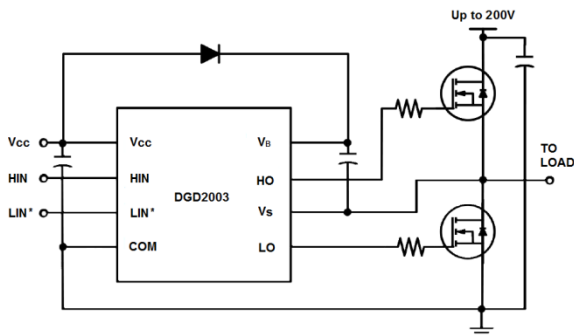 Up to 200V
Vcc
Vcc
VB
HIN
HIN
HO
DGD2003
TO
LOAD
LIN*
LIN*
Vs
COM
LO